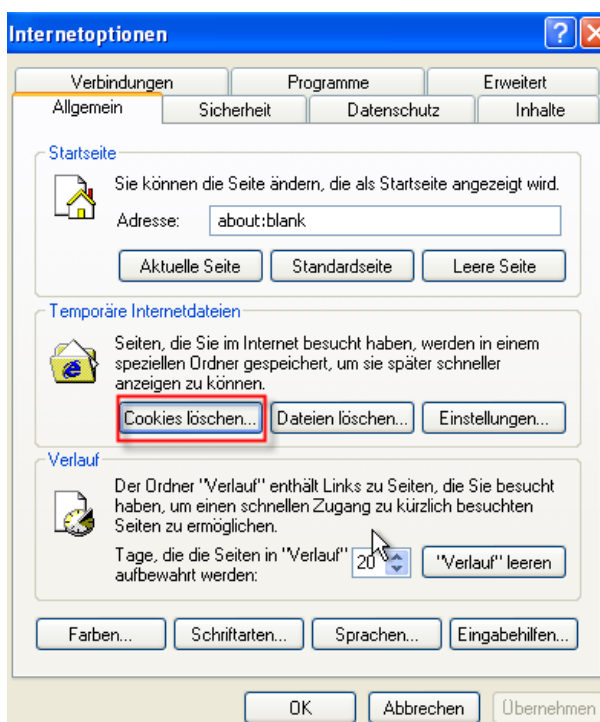 Internetoptionen
Verbindungen Programme Erweitert
Allgemein Sicherheit Datenschutz Inhalte
Startseite
Sie können die Seite ändern, die als Startseite angezeigt wird.
Adresse: about:blank
Aktuelle Seite Standardseite Leere Seite
Temporäre Internetdateien
Seiten, die Sie im Internet besucht haben, werden in einem
speziellen Ordner gespeichert, um sie später schneller
anzeigen zu können.
Cookies löschen... Dateien löschen... Einstellungen...
Verlauf
Der Ordner "Verlauf" enthält Links zu Seiten, die Sie besucht
haben, um einen schnellen Zugang zu kürzlich besuchten
Seiten zu ermöglichen.
Tage, die die Seiten in "Verlauf" 20 "Verlauf" leeren
aufbewahrt werden:
Farben... Schriftarten... Sprachen... Eingabehilfen...
OK Abbrechen Übernehmen